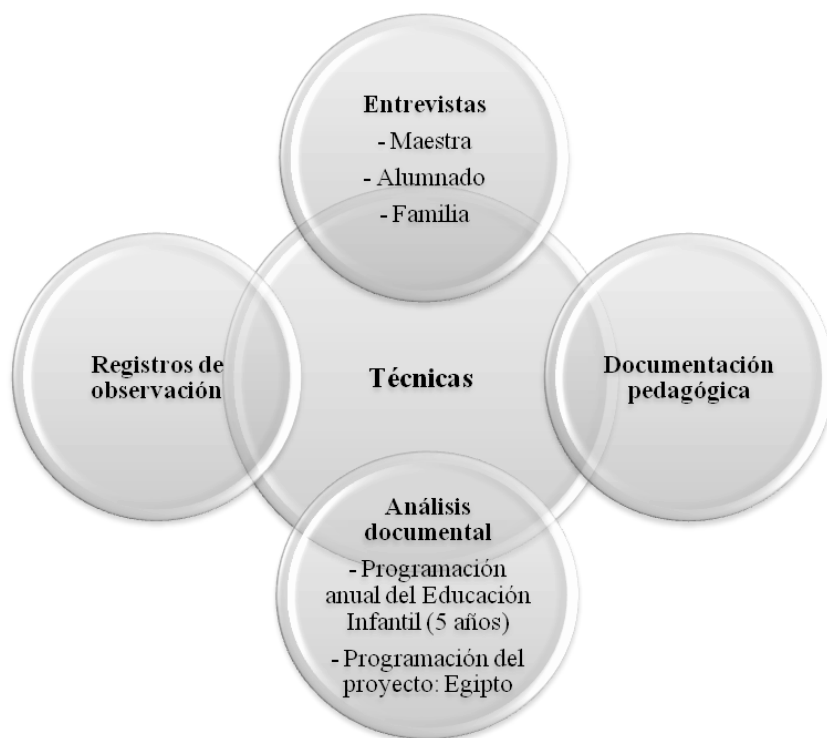 Entrevistas
- Maestra
- Alumnado
- Familia
Registros de
observación
Técnicas
Documentación
pedagógica
Análisis
documental
- Programación
anual del Educación
Infantil (5 años)
- Programación del
proyecto: Egipto